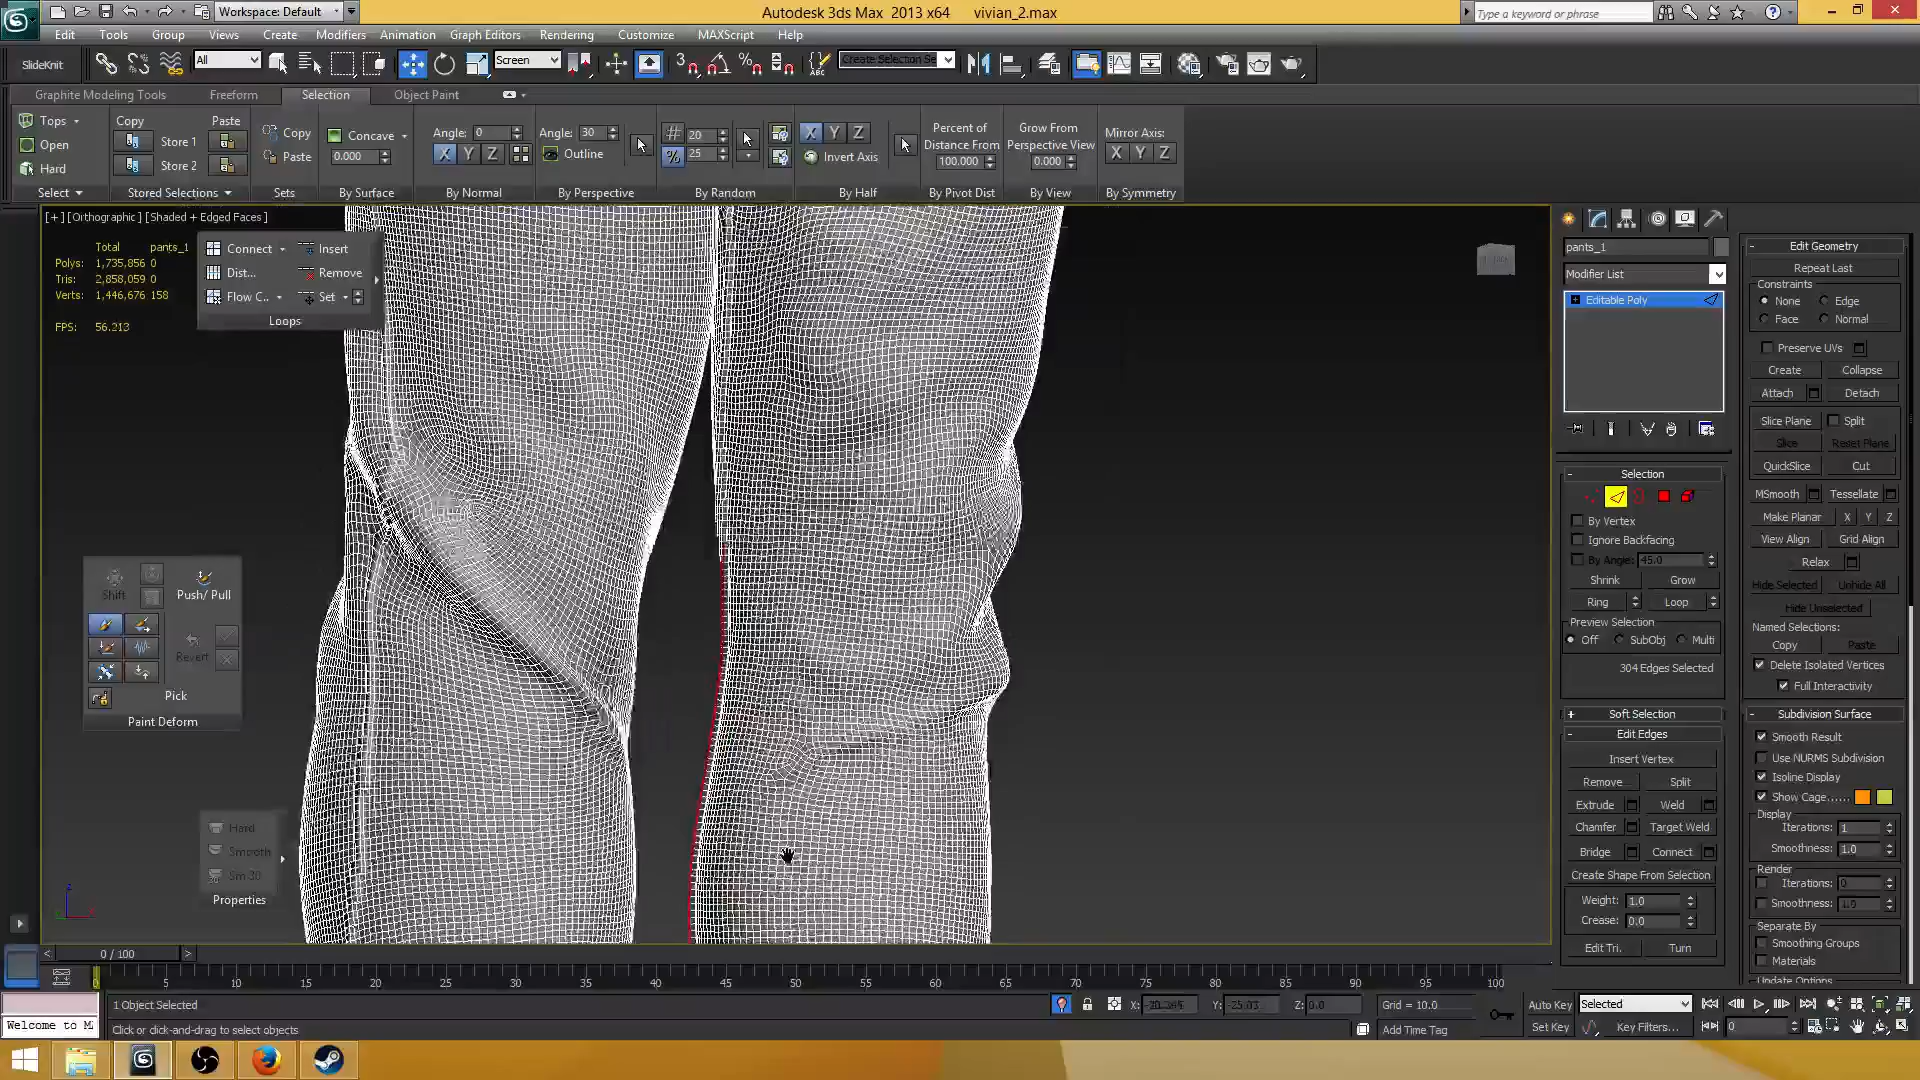 Workspace: Default
Autodesk 3ds Max 2013 x64 vivian_2.max
Type a keyword or phrase
Edit Tools Group Views Create Modifiers Animation Graph Editors Rendering Customize MAXScript Help
SlideKnit
All
Screen
Create Selection Se
Graphite Modeling Tools Freeform Selection Object Paint
Tops
Open
Hard
Select
Copy Paste
Store 1
Store 2
Stored Selections
Copy
Paste
Sets
Concave
0.000
By Surface
Angle: 0
X Y Z
By Normal
Angle: 30
Outline
By Perspective
20
% 25
By Random
X Y Z
Invert Axis
By Half
Percent of
Distance From
100.000
By Pivot Dist
Grow From
Perspective View
0.000
By View
Mirror Axis:
X Y Z
By Symmetry
[+] [Orthographic] [Shaded + Edged Faces]
Total pants_1
Polys: 1,735,856 0
Tris: 2,858,059 0
Verts: 1,446,676 158
FPS: 56.213
Connect Insert
Dist... Remove
Flow C.. Set
Loops
Shift
Push/ Pull
Revert
Pick
Paint Deform
Hard
Smooth
Sm 30
Properties
pants_1
Modifier List
Editable Poly
Selection
By Vertex
Ignore Backfacing
By Angle: 45.0
Shrink Grow
Ring Loop
Preview Selection
Off SubObj Multi
304 Edges Selected
Soft Selection
Edit Edges
Insert Vertex
Remove Split
Extrude Weld
Chamfer Target Weld
Bridge Connect
Create Shape From Selection
Weight: 1.0
Crease: 0.0
Edit Tri. Turn
Edit Geometry
Repeat Last
Constraints
None Edge
Face Normal
Preserve UVs
Create Collapse
Attach Detach
Slice Plane Split
Slice Reset Plane
QuickSlice Cut
MSmooth Tessellate
Make Planar X Y Z
View Align Grid Align
Relax
Hide Selected Unhide All
Hide Unselected
Named Selections:
Copy Paste
Delete Isolated Vertices
Full Interactivity
Subdivision Surface
Smooth Result
Use NURMS Subdivision
Isoline Display
Show Cage......
Display
Iterations: 1
Smoothness: 1.0
Render
Iterations: 0
Smoothness: 1.0
Separate By
Smoothing Groups
Materials
Update Options
< 0 / 100 >
0 5 10 15 20 25 30 35 40 45 50 55 60 65 70 75 80 85 90 95 100
1 Object Selected
X: Y: -25.03 Z: 0.0
Grid = 10.0
Auto Key
Selected
Welcome to M
Click or click-and-drag to select objects
Add Time Tag
Set Key
Key Filters...
0